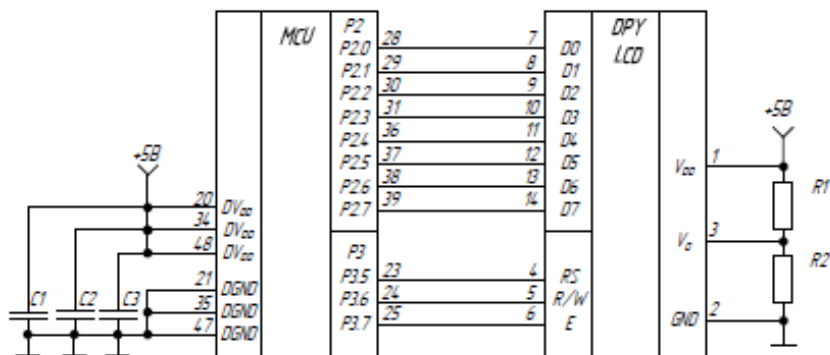 MCU
P2
P2.0 28 7 D0
P2.1 29 8 D1
P2.2 30 9 D2
P2.3 31 10 D3
P2.4 36 11 D4
P2.5 37 12 D5
P2.6 38 13 D6
P2.7 39 14 D7
DPY
LCD
+5В
20 DVDD
34 DVDD
48 DVDD
21 DGND
35 DGND
47 DGND
C1 C2 C3
P3
P3.5 23 4 RS
P3.6 24 5 R/W
P3.7 25 6 E
+5В
VDD 1
R1
V0 3
R2
GND 2